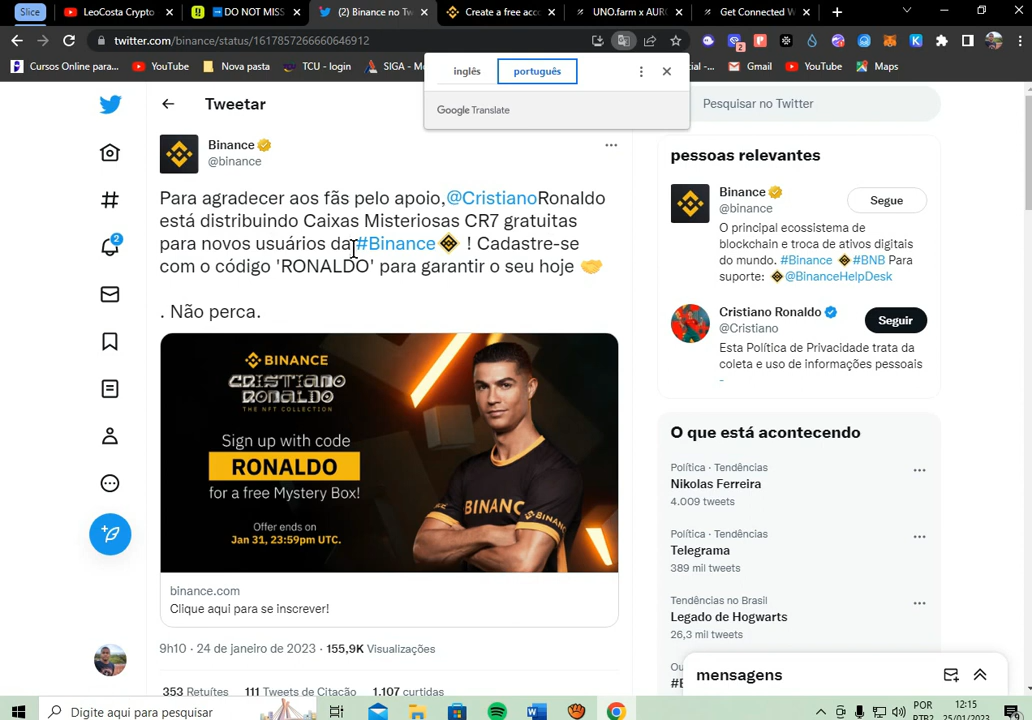 Slice
LeoCosta Crypto
DO NOT MISS
(2) Binance no Tw
Create a free acc
UNO.farm x AUR
Get Connected W
twitter.com/binance/status/1617857266660646912
Cursos Online para...
YouTube
Nova pasta
TCU - login
SIGA - M
ial -...
Gmail
YouTube
Maps
inglês
português
Google Translate
Tweetar
Pesquisar no Twitter
Binance
@binance
Para agradecer aos fãs pelo apoio,@CristianoRonaldo
está distribuindo Caixas Misteriosas CR7 gratuitas
para novos usuários da#Binance ! Cadastre-se
com o código 'RONALDO' para garantir o seu hoje 🤝
. Não perca.
BINANCE
CRISTIANO
RONALDO
THE NFT COLLECTION
Sign up with code
RONALDO
for a free Mystery Box!
Offer ends on
Jan 31, 23:59pm UTC.
BINANC
BINANCE
binance.com
Clique aqui para se inscrever!
9h10 · 24 de janeiro de 2023 · 155,9K Visualizações
353 Retuítes 111 Tweets de Citação 1.107 curtidas
pessoas relevantes
Binance
@binance
Segue
O principal ecossistema de
blockchain e troca de ativos digitais
do mundo. #Binance #BNB Para
suporte: @BinanceHelpDesk
Cristiano Ronaldo
@Cristiano
Seguir
Esta Política de Privacidade trata da
coleta e uso de informações pessoais
-
O que está acontecendo
Política · Tendências
Nikolas Ferreira
4.009 tweets
Política · Tendências
Telegrama
389 mil tweets
Tendências no Brasil
Legado de Hogwarts
26,3 mil tweets
mensagens
2
2
Digite aqui para pesquisar
POR
PTB2
12:15
25/01/2023